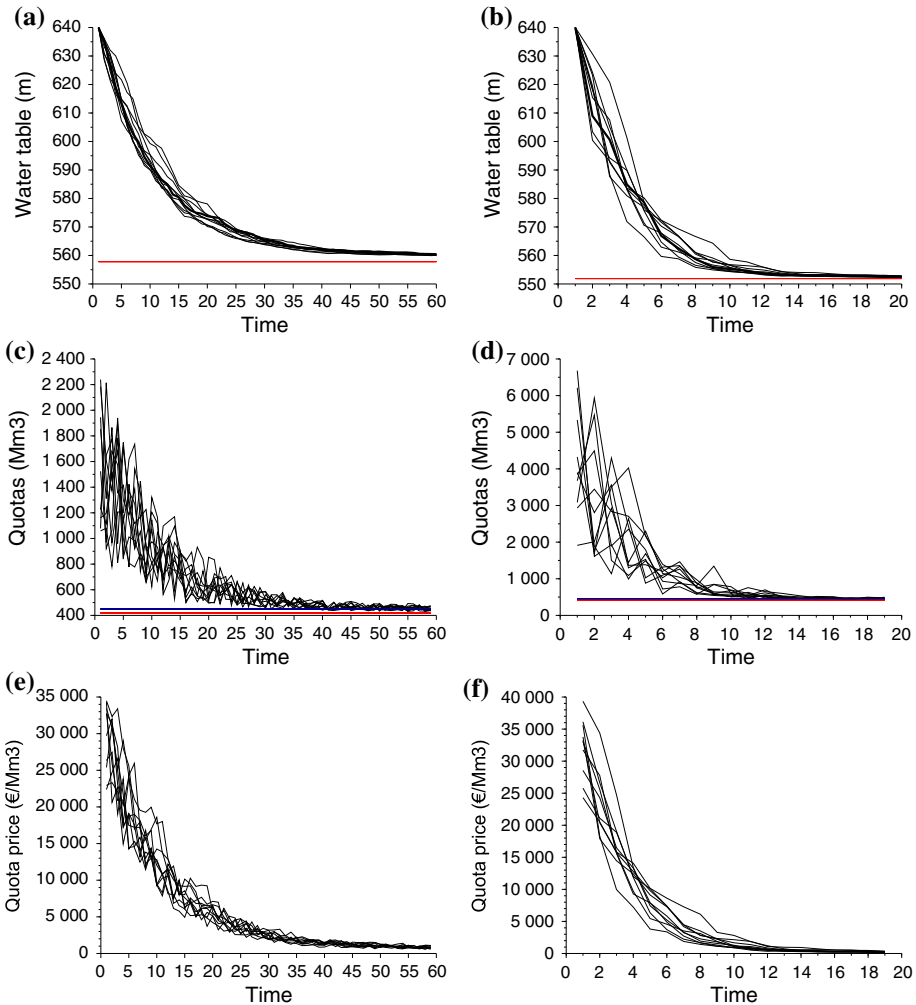 (a)
Water table (m)
640
630
620
610
600
590
580
570
560
550
0 5 10 15 20 25 30 35 40 45 50 55 60
Time
(b)
Water table (m)
640
630
620
610
600
590
580
570
560
550
0 2 4 6 8 10 12 14 16 18 20
Time
(c)
Quotas (Mm3)
2 400
2 200
2 000
1 800
1 600
1 400
1 200
1 000
800
600
400
0 5 10 15 20 25 30 35 40 45 50 55 60
Time
(d)
Quotas (Mm3)
7 000
6 000
5 000
4 000
3 000
2 000
1 000
0
0 2 4 6 8 10 12 14 16 18 20
Time
(e)
Quota price (€/Mm3)
35 000
30 000
25 000
20 000
15 000
10 000
5 000
0
0 5 10 15 20 25 30 35 40 45 50 55 60
Time
(f)
Quota price (€/Mm3)
40 000
35 000
30 000
25 000
20 000
15 000
10 000
5 000
0
0 2 4 6 8 10 12 14 16 18 20
Time